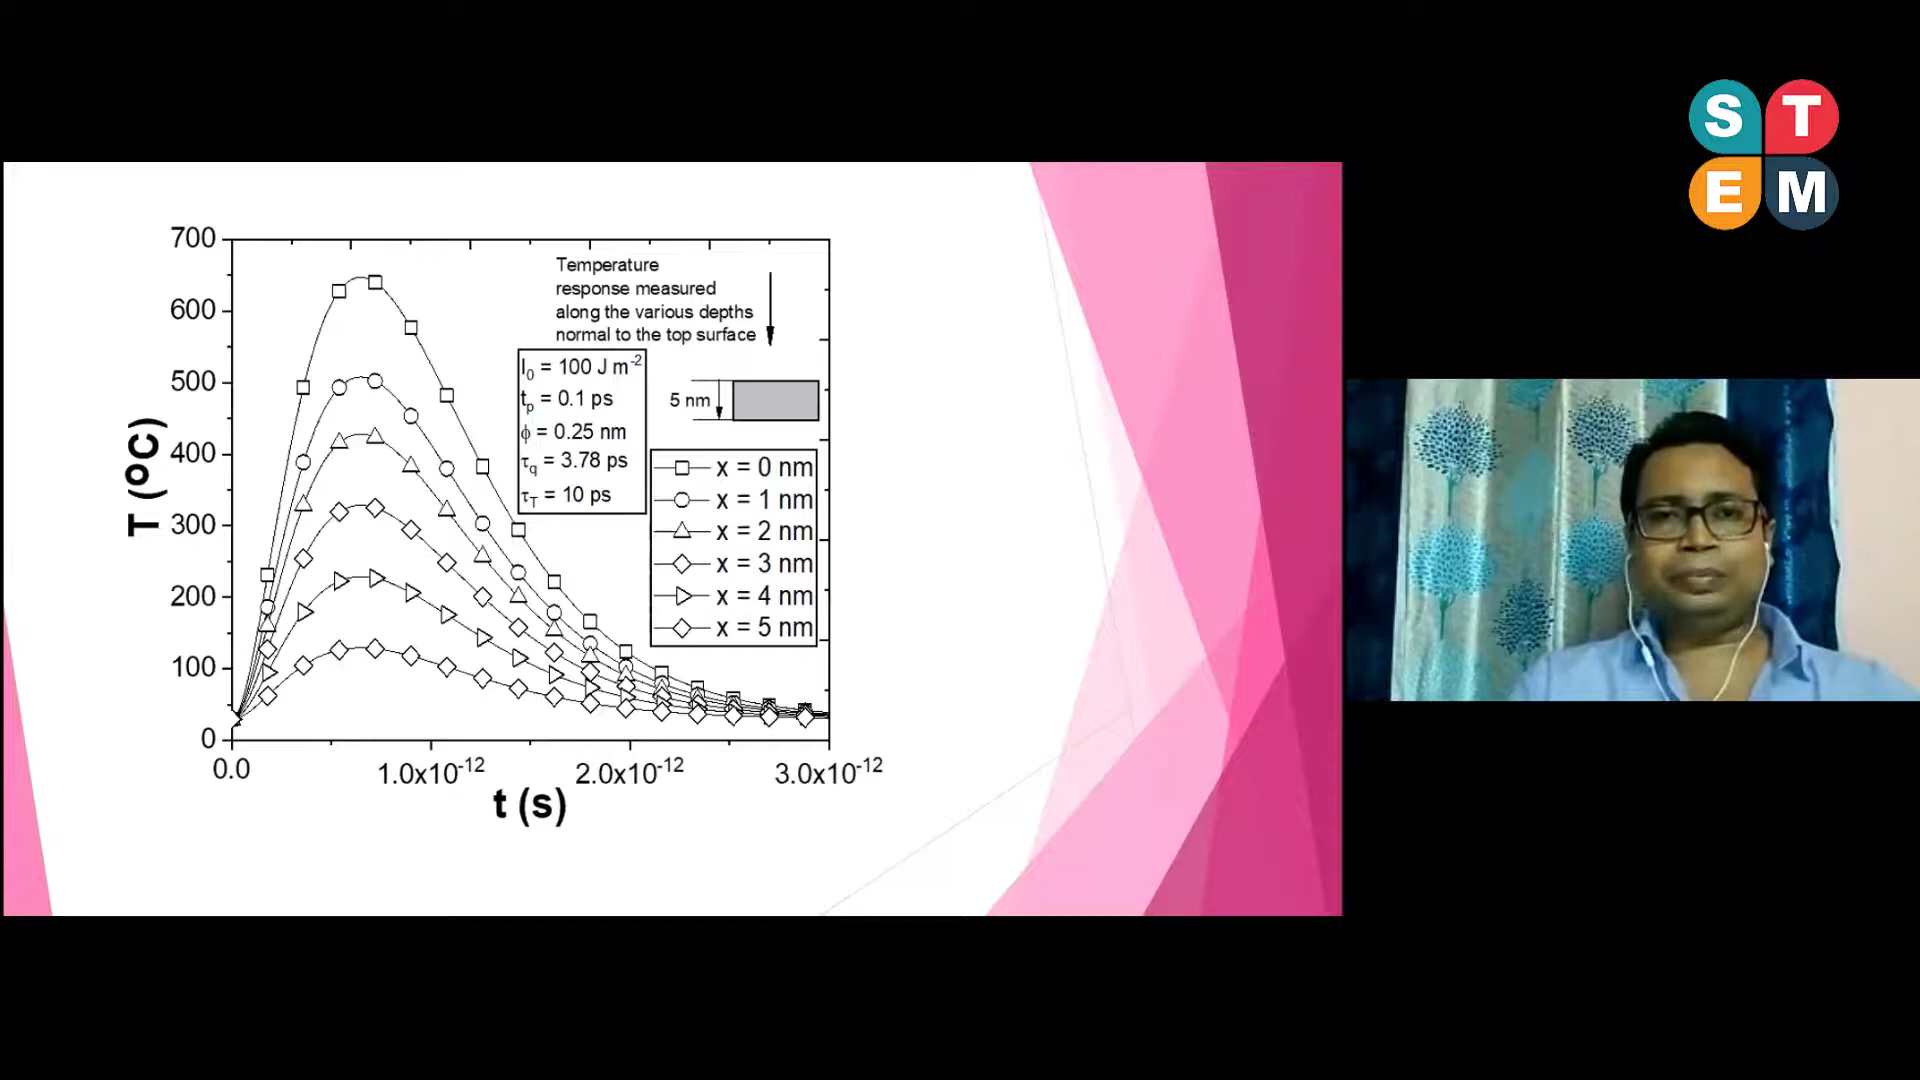 S T
E M
700
600
500
400
300
200
100
0
T (ºC)
0.0
1.0x10⁻¹²
2.0x10⁻¹²
3.0x10⁻¹²
t (s)
Temperature
response measured
along the various depths
normal to the top surface
I₀ = 100 J m⁻²
tₚ = 0.1 ps
ϕ = 0.25 nm
τq = 3.78 ps
τT = 10 ps
5 nm
x = 0 nm
x = 1 nm
x = 2 nm
x = 3 nm
x = 4 nm
x = 5 nm